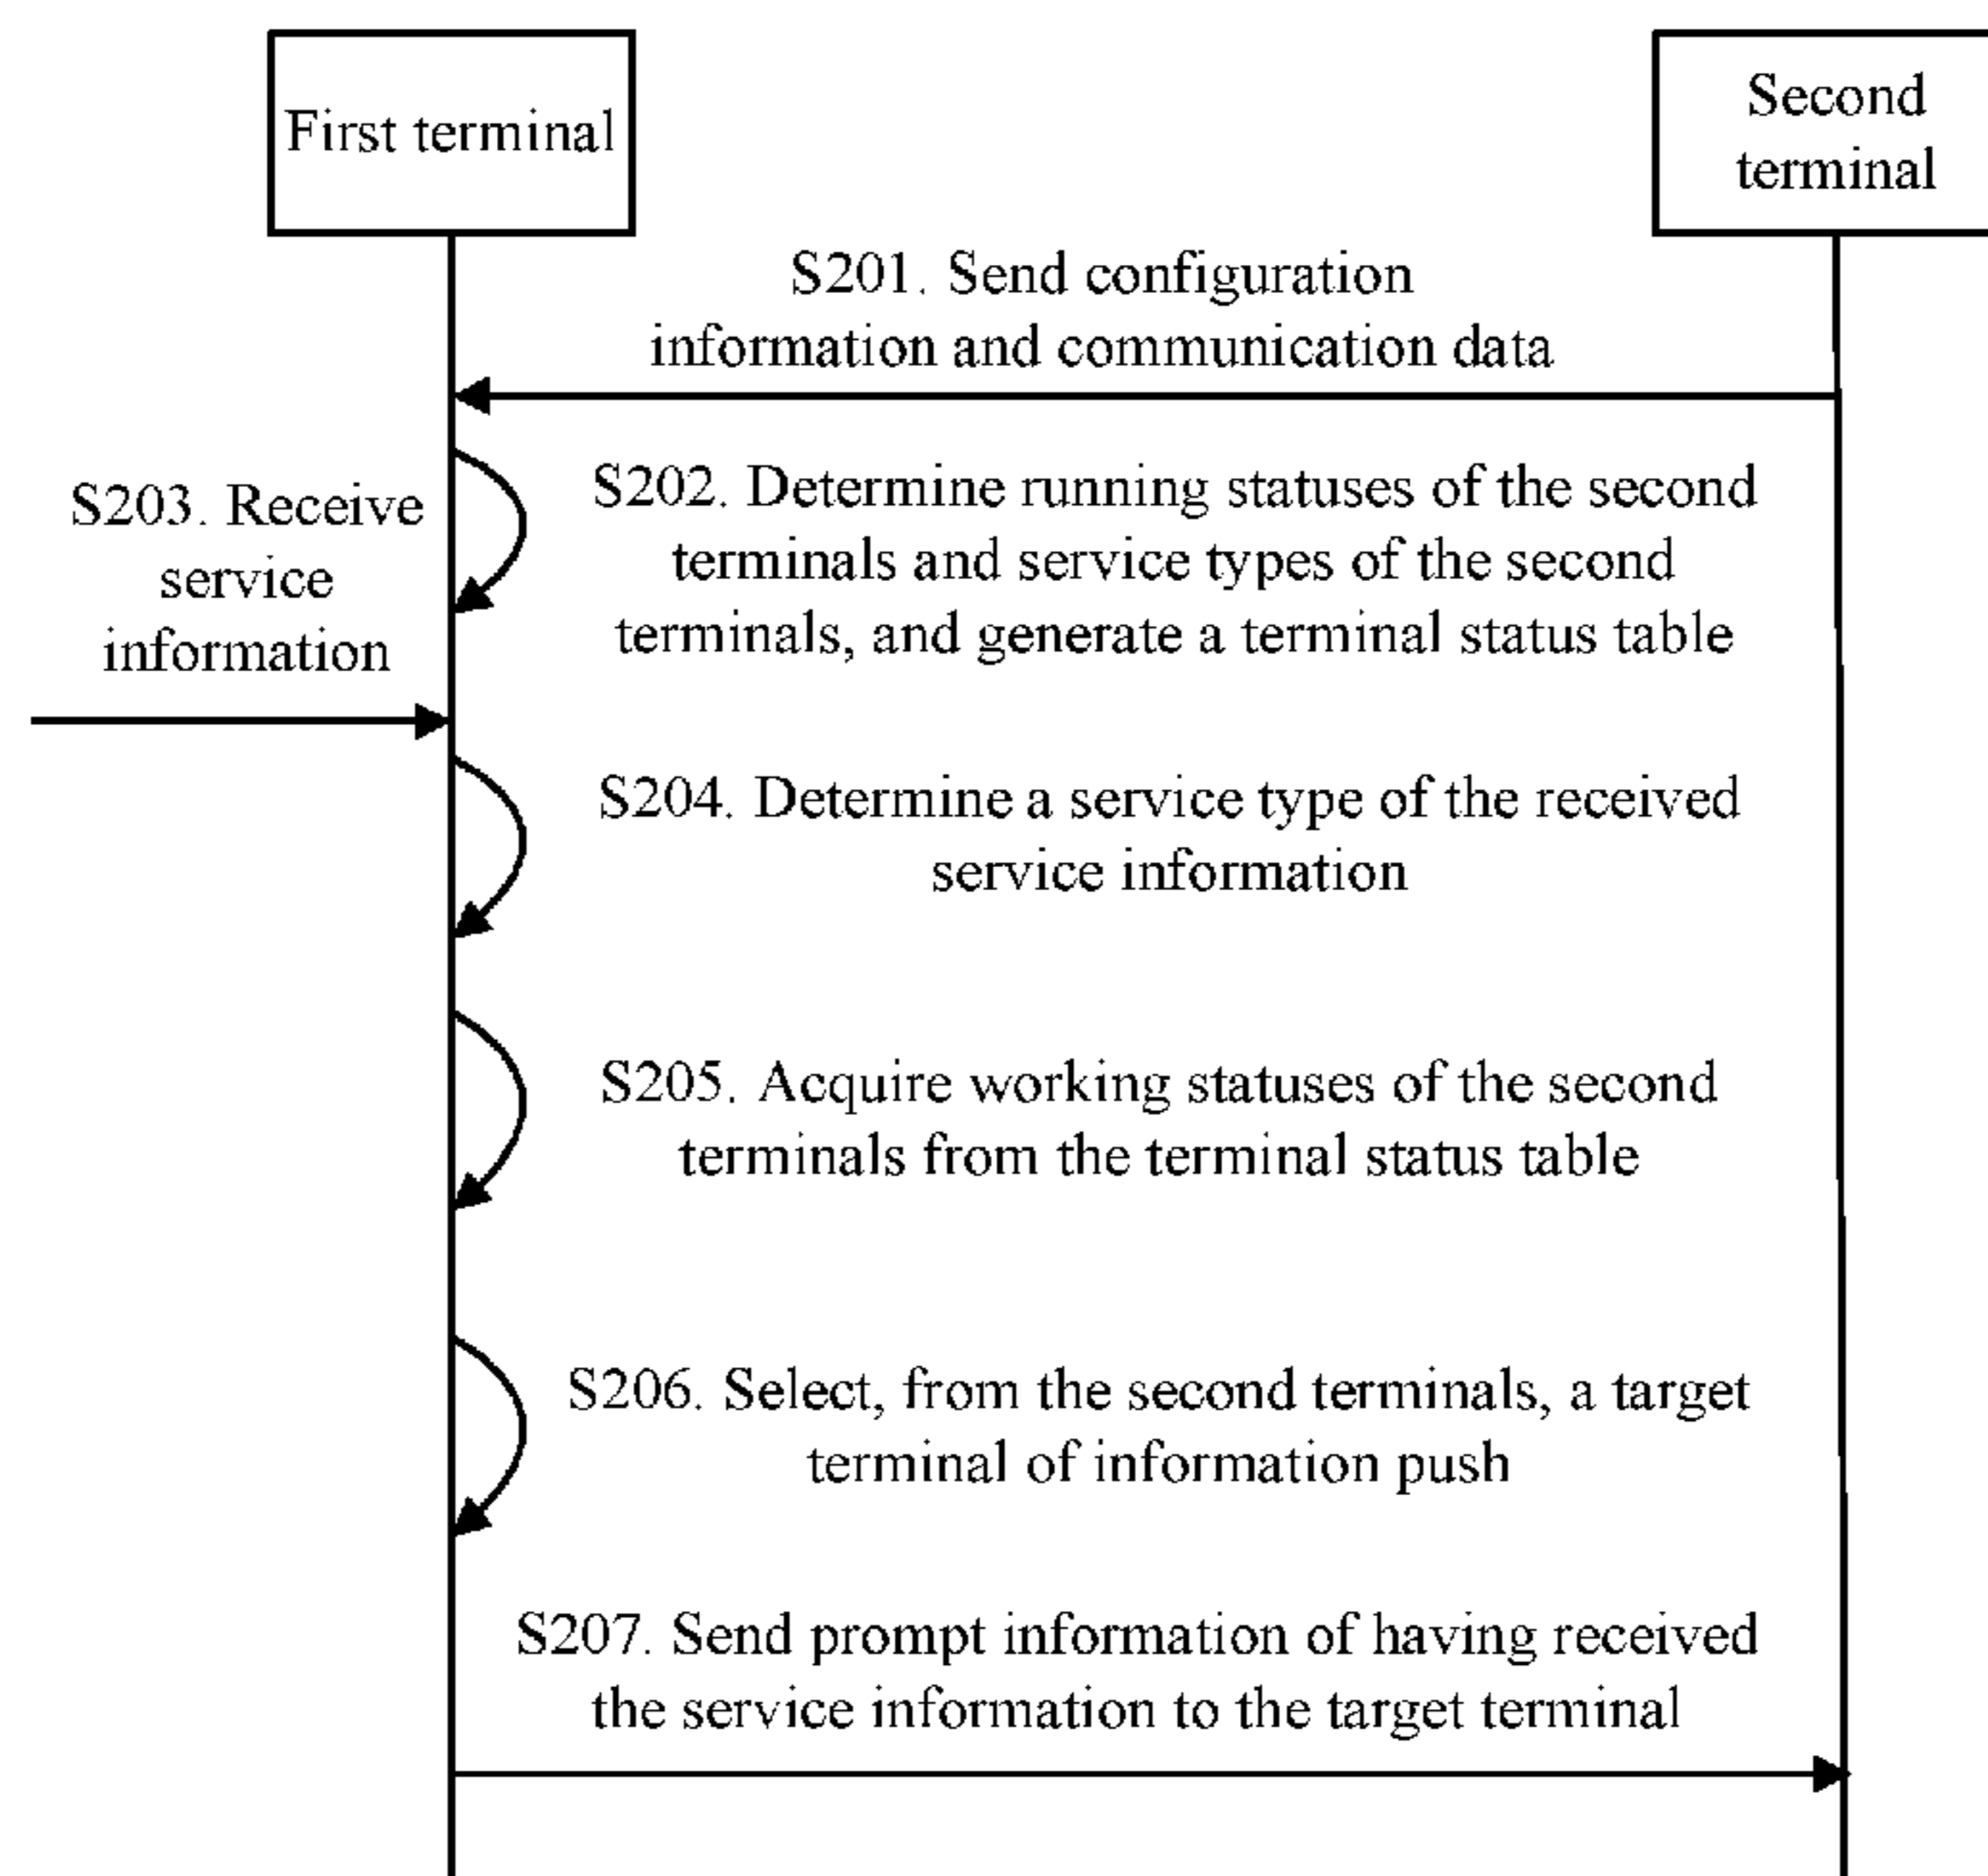 First terminal
Second
terminal
S201. Send configuration
information and communication data
S202. Determine running statuses of the second
terminals and service types of the second
terminals, and generate a terminal status table
S203. Receive
service
information
S204. Determine a service type of the received
service information
S205. Acquire working statuses of the second
terminals from the terminal status table
S206. Select, from the second terminals, a target
terminal of information push
S207. Send prompt information of having received
the service information to the target terminal